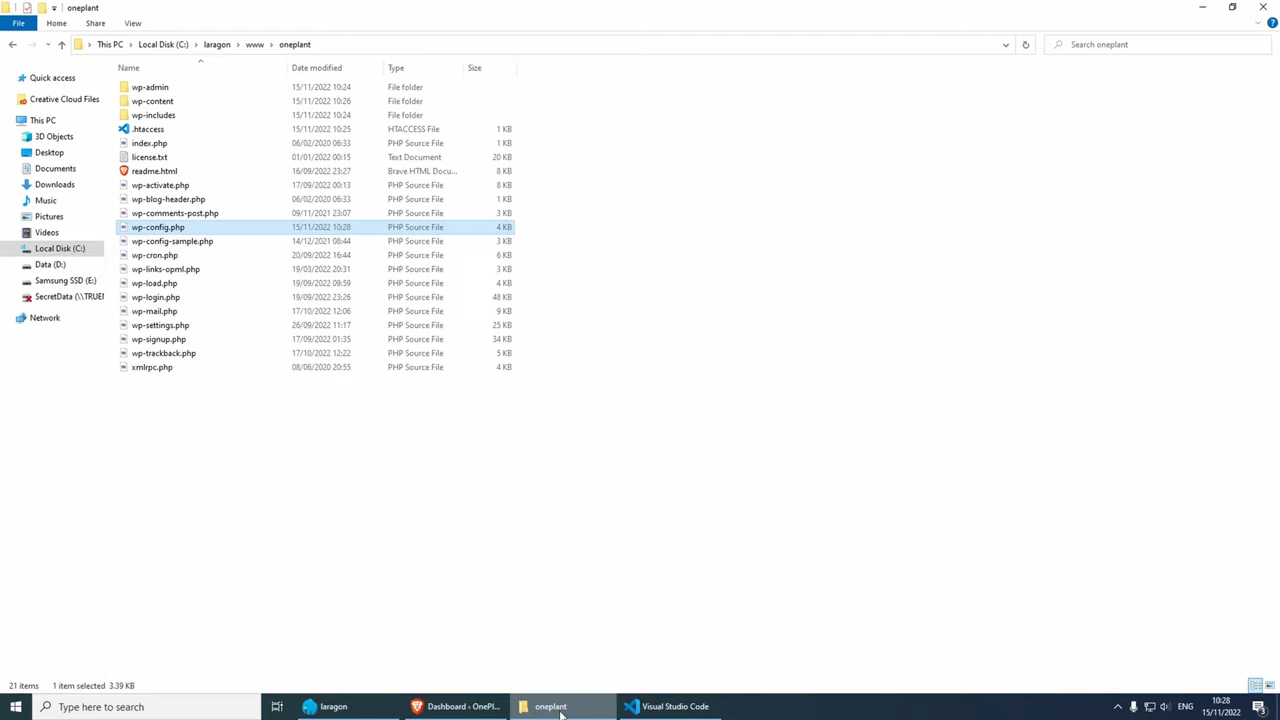 oneplant
File Home Share View
This PC Local Disk (C:) laragon www oneplant
Search oneplant
Name Date modified Type Size
Quick access
Creative Cloud Files
This PC
3D Objects
Desktop
Documents
Downloads
Music
Pictures
Videos
Local Disk (C:)
Data (D:)
Samsung SSD (E:)
SecretData (\\TRUEN
Network
wp-admin 15/11/2022 10:24 File folder
wp-content 15/11/2022 10:26 File folder
wp-includes 15/11/2022 10:24 File folder
.htaccess 15/11/2022 10:25 HTACCESS File 1 KB
index.php 06/02/2020 06:33 PHP Source File 1 KB
license.txt 01/01/2022 00:15 Text Document 20 KB
readme.html 16/09/2022 23:27 Brave HTML Docu... 8 KB
wp-activate.php 17/09/2022 00:13 PHP Source File 8 KB
wp-blog-header.php 06/02/2020 06:33 PHP Source File 1 KB
wp-comments-post.php 09/11/2021 23:07 PHP Source File 3 KB
wp-config.php 15/11/2022 10:28 PHP Source File 4 KB
wp-config-sample.php 14/12/2021 08:44 PHP Source File 3 KB
wp-cron.php 20/09/2022 16:44 PHP Source File 6 KB
wp-links-opml.php 19/03/2022 20:31 PHP Source File 3 KB
wp-load.php 19/09/2022 09:59 PHP Source File 4 KB
wp-login.php 19/09/2022 23:26 PHP Source File 48 KB
wp-mail.php 17/10/2022 12:06 PHP Source File 9 KB
wp-settings.php 26/09/2022 11:17 PHP Source File 25 KB
wp-signup.php 17/09/2022 01:35 PHP Source File 34 KB
wp-trackback.php 17/10/2022 12:22 PHP Source File 5 KB
xmlrpc.php 08/06/2020 20:55 PHP Source File 4 KB
21 items 1 item selected 3.39 KB
Type here to search
laragon
Dashboard ‹ OnePl...
oneplant
Visual Studio Code
ENG
10:28
15/11/2022
3